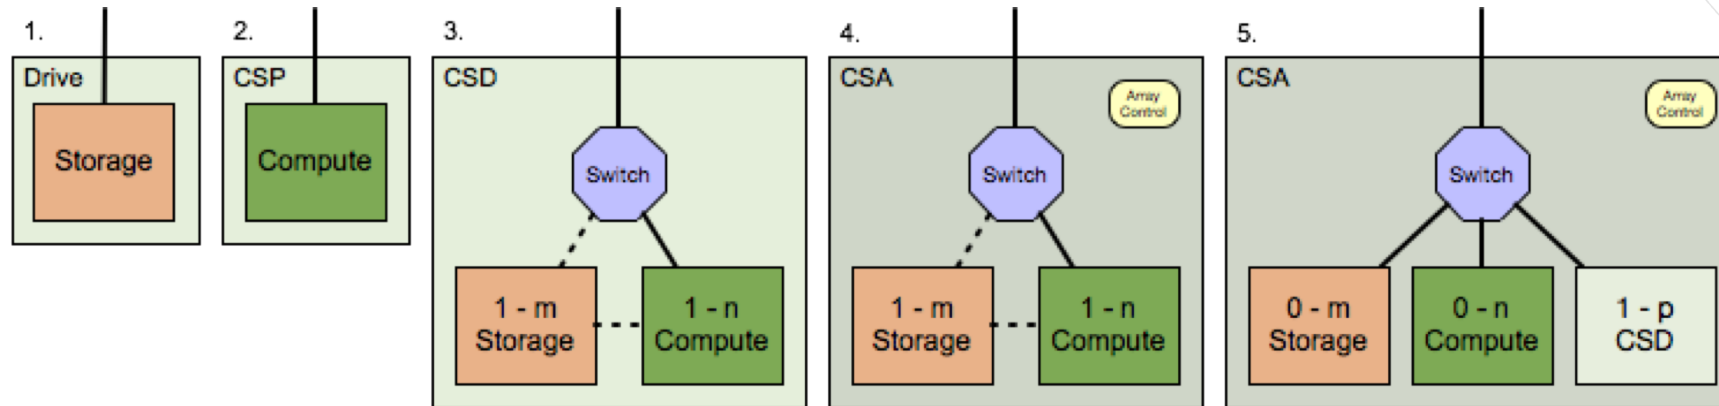 1.
Drive
Storage
2.
CSP
Compute
3.
CSD
Switch
1 - m
Storage
1 - n
Compute
4.
CSA
Array
Control
Switch
1 - m
Storage
1 - n
Compute
5.
CSA
Array
Control
Switch
0 - m
Storage
0 - n
Compute
1 - p
CSD